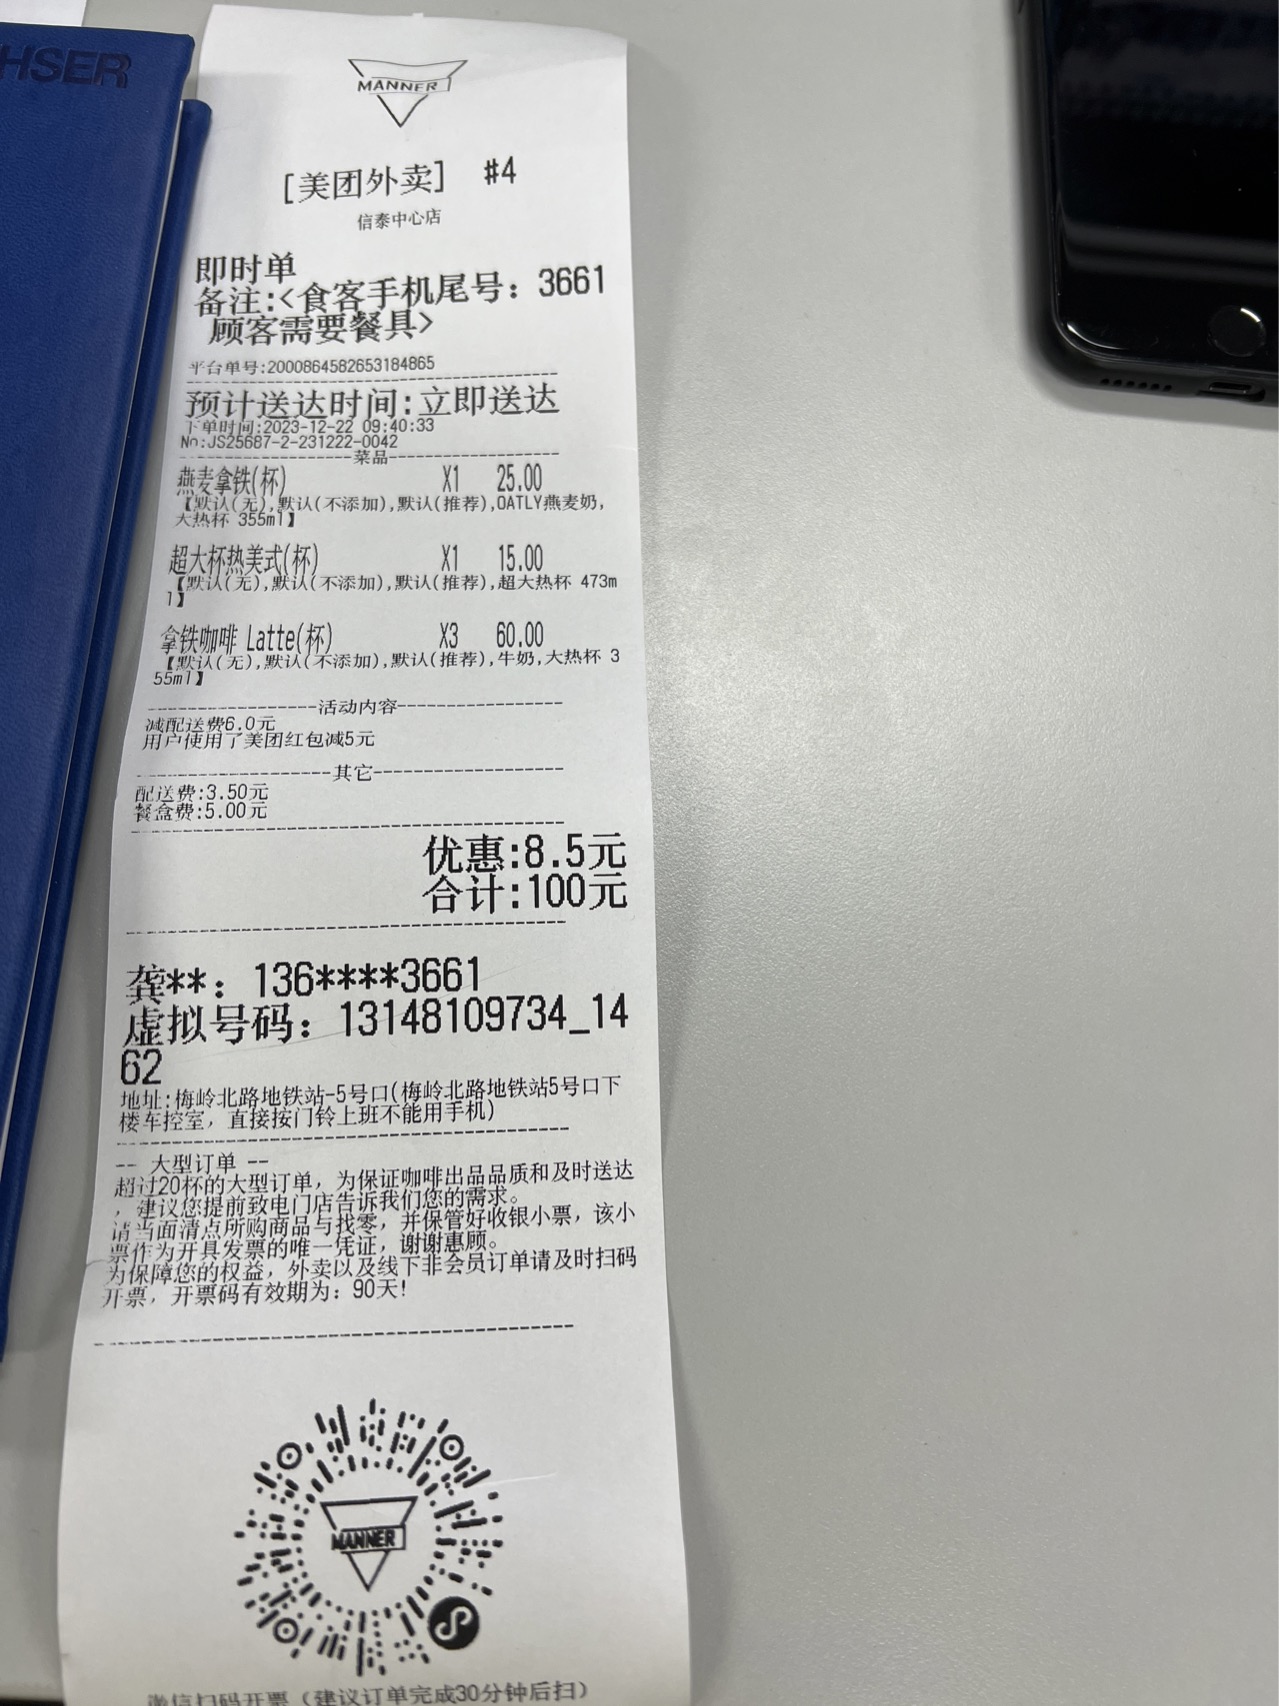 HSER
MANNER
[美团外卖] #4
信泰中心店
即时单
备注:<食客手机尾号：3661
顾客需要餐具>
平台单号:2000864582653184865
预计送达时间:立即送达
下单时间:2023-12-22 09:40:33
No:JS25687-2-231222-0042
菜品
燕麦拿铁(杯) X1 25.00
【默认(无),默认(不添加),默认(推荐),OATLY燕麦奶,
大热杯 355ml】
超大杯热美式(杯) X1 15.00
【默认(无),默认(不添加),默认(推荐),超大热杯 473m
l】
拿铁咖啡 Latte(杯) X3 60.00
【默认(无),默认(不添加),默认(推荐),牛奶,大热杯 3
55ml】
活动内容
减配送费6.0元
用户使用了美团红包减5元
其它
配送费:3.50元
餐盒费:5.00元
优惠:8.5元
合计:100元
龚**：136****3661
虚拟号码：13148109734_14
62
地址:梅岭北路地铁站-5号口(梅岭北路地铁站5号口下
楼车控室，直接按门铃上班不能用手机)
-- 大型订单 --
超过20杯的大型订单，为保证咖啡出品品质和及时送达
，建议您提前致电门店告诉我们您的需求。
请当面清点所购商品与找零，并保管好收银小票，该小
票作为开具发票的唯一凭证，谢谢惠顾。
为保障您的权益，外卖以及线下非会员订单请及时扫码
开票，开票码有效期为：90天!
MANNER
微信扫码开票（建议订单完成30分钟后扫）